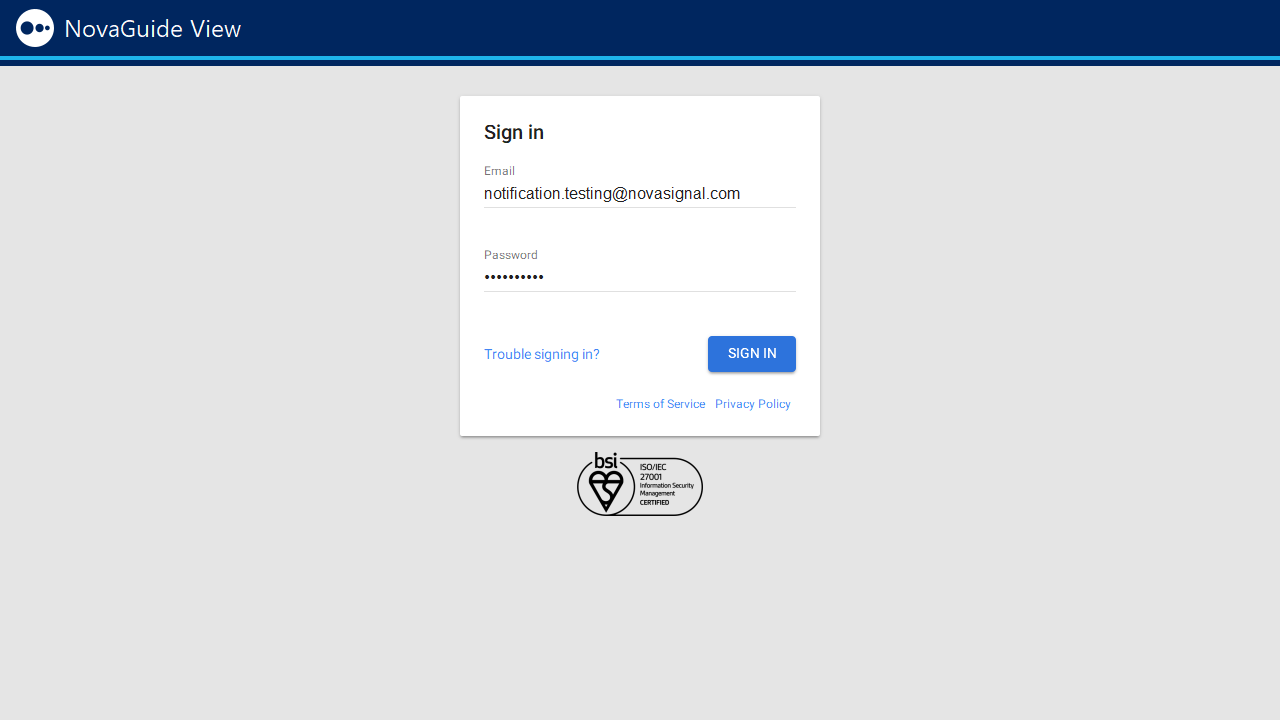 NovaGuide View
Sign in
Email
notification.testing@novasignal.com
Password
••••••••••
Trouble signing in?
SIGN IN
Terms of Service Privacy Policy
bsi
ISO/IEC
27001
Information Security
Management
CERTIFIED